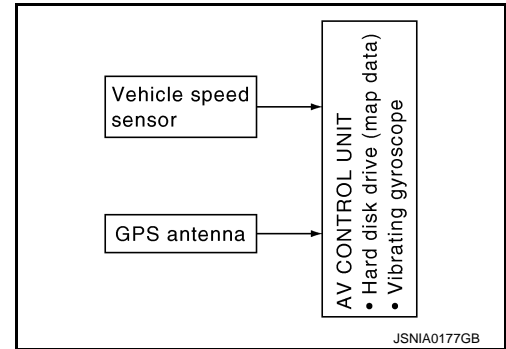 Vehicle speed
sensor
GPS antenna
AV CONTROL UNIT
• Hard disk drive (map data)
• Vibrating gyroscope
JSNIA0177GB